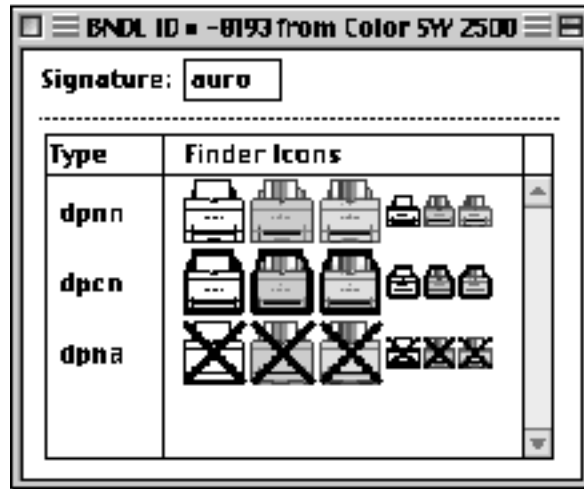 BNDL ID = -8193 from Color SW 2500
Signature: auro
Type Finder Icons
dpnn
dpcn
dpna